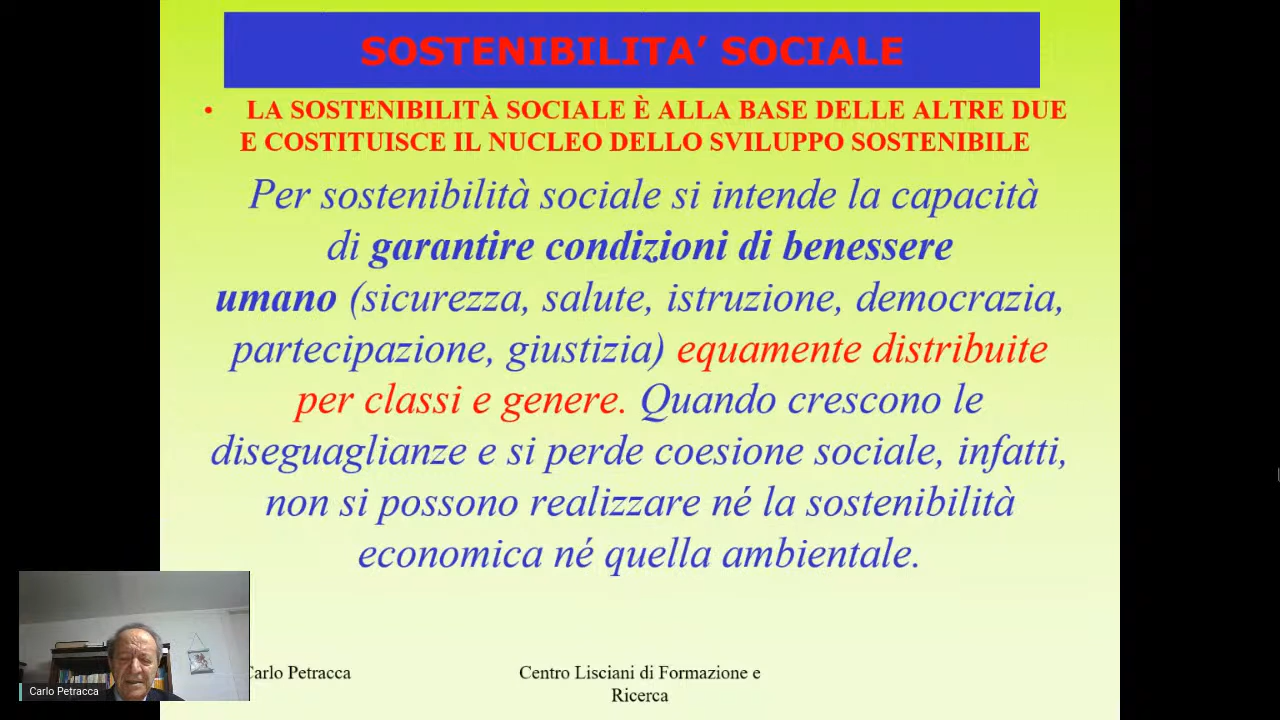 SOSTENIBILITA’ SOCIALE
• LA SOSTENIBILITÀ SOCIALE È ALLA BASE DELLE ALTRE DUE
E COSTITUISCE IL NUCLEO DELLO SVILUPPO SOSTENIBILE
Per sostenibilità sociale si intende la capacità
di garantire condizioni di benessere
umano (sicurezza, salute, istruzione, democrazia,
partecipazione, giustizia) equamente distribuite
per classi e genere. Quando crescono le
diseguaglianze e si perde coesione sociale, infatti,
non si possono realizzare né la sostenibilità
economica né quella ambientale.
Carlo Petracca
Centro Lisciani di Formazione e
Ricerca
Carlo Petracca